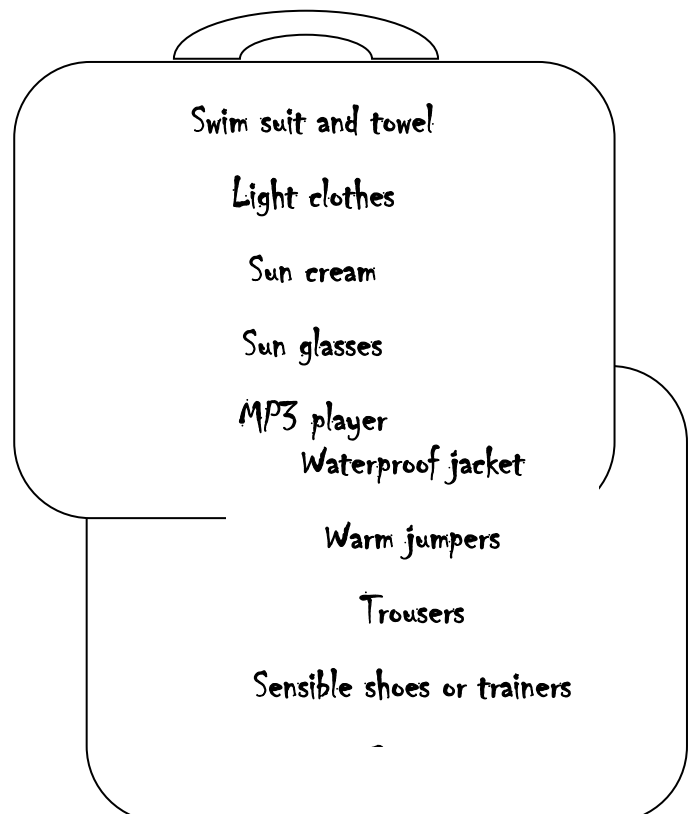 Swim suit and towel
Light clothes
Sun cream
Sun glasses
MP3 player
Waterproof jacket
Warm jumpers
Trousers
Sensible shoes or trainers